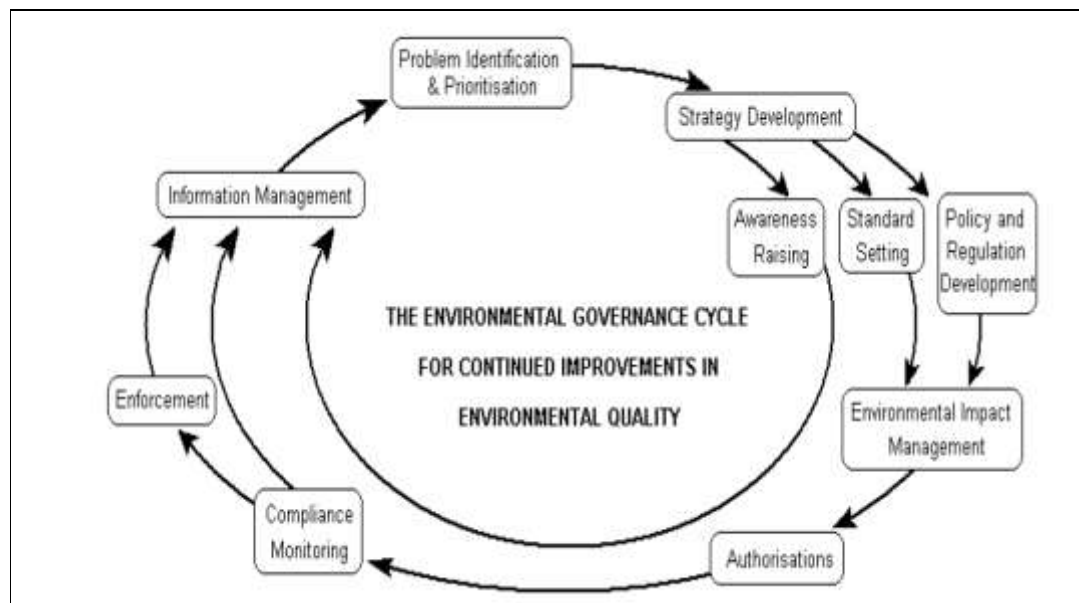 Problem Identification
& Prioritisation
Strategy Development
Information Management
Awareness
Raising
Standard
Setting
Policy and
Regulation
Development
THE ENVIRONMENTAL GOVERNANCE CYCLE
FOR CONTINUED IMPROVEMENTS IN
ENVIRONMENTAL QUALITY
Enforcement
Environmental Impact
Management
Compliance
Monitoring
Authorisations